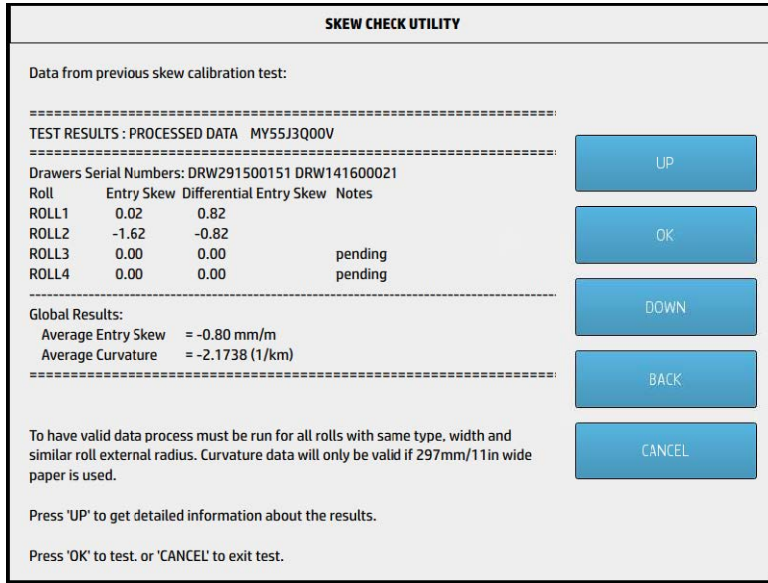 SKEW CHECK UTILITY
Data from previous skew calibration test:
================================================================
TEST RESULTS : PROCESSED DATA MY55J3Q00V
================================================================
Drawers Serial Numbers: DRW291500151 DRW141600021
Roll Entry Skew Differential Entry Skew Notes
ROLL1 0.02 0.82
ROLL2 -1.62 -0.82
ROLL3 0.00 0.00 pending
ROLL4 0.00 0.00 pending
--------------------------------------------------------------------------------
Global Results:
Average Entry Skew = -0.80 mm/m
Average Curvature = -2.1738 (1/km)
================================================================
To have valid data process must be run for all rolls with same type, width and
similar roll external radius. Curvature data will only be valid if 297mm/11in wide
paper is used.
Press 'UP' to get detailed information about the results.
Press 'OK' to test. or 'CANCEL' to exit test.
UP
OK
DOWN
BACK
CANCEL